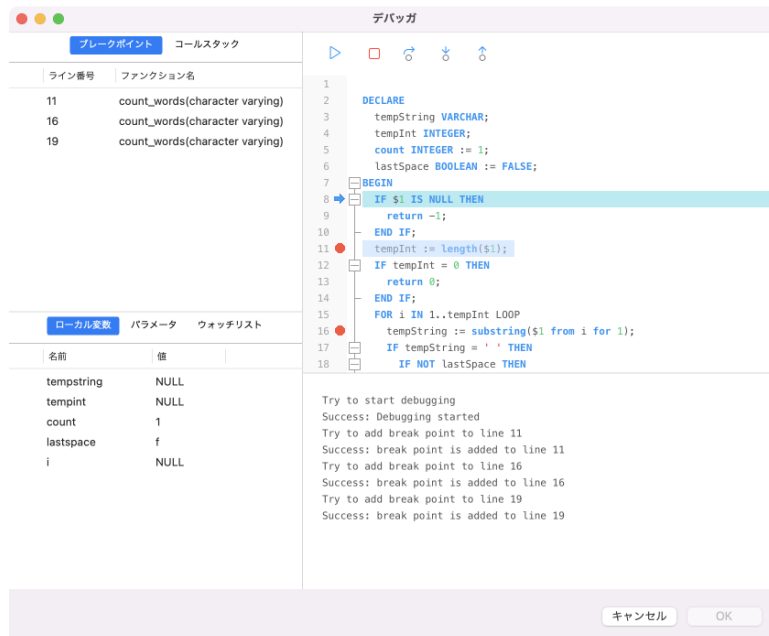 デバッガ
ブレークポイント コールスタック
ライン番号 ファンクション名
11 count_words(character varying)
16 count_words(character varying)
19 count_words(character varying)
ローカル変数 パラメータ ウォッチリスト
名前 値
tempstring NULL
tempint NULL
count 1
lastspace f
i NULL
1
2 DECLARE
3 tempString VARCHAR;
4 tempInt INTEGER;
5 count INTEGER := 1;
6 lastSpace BOOLEAN := FALSE;
7 BEGIN
8 IF $1 IS NULL THEN
9 return -1;
10 END IF;
11 tempInt := length($1);
12 IF tempInt = 0 THEN
13 return 0;
14 END IF;
15 FOR i IN 1..tempInt LOOP
16 tempString := substring($1 from i for 1);
17 IF tempString = ' ' THEN
18 IF NOT lastSpace THEN
Try to start debugging
Success: Debugging started
Try to add break point to line 11
Success: break point is added to line 11
Try to add break point to line 16
Success: break point is added to line 16
Try to add break point to line 19
Success: break point is added to line 19
キャンセル OK